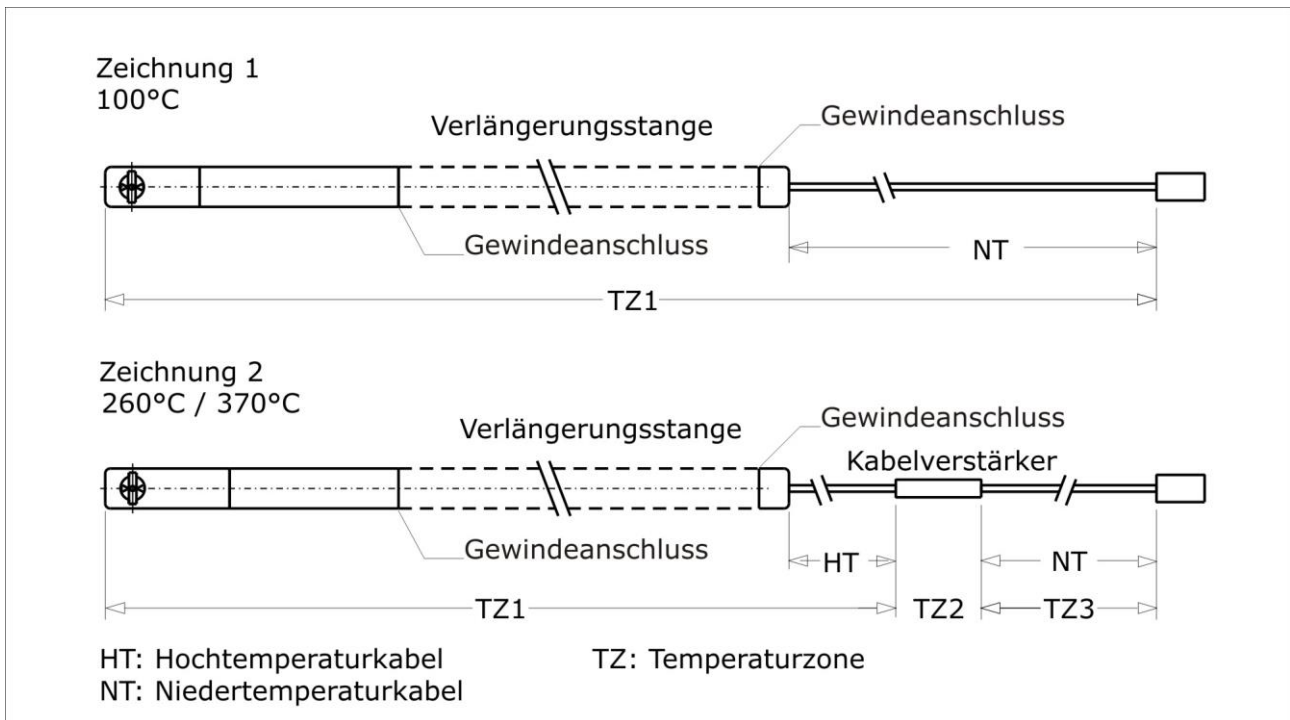 Zeichnung 1
100°C
Verlängerungsstange
Gewindeanschluss
Gewindeanschluss
NT
TZ1
Zeichnung 2
260°C / 370°C
Verlängerungsstange
Gewindeanschluss
Kabelverstärker
Gewindeanschluss
HT
NT
TZ1
TZ2
TZ3
HT: Hochtemperaturkabel
TZ: Temperaturzone
NT: Niedertemperaturkabel